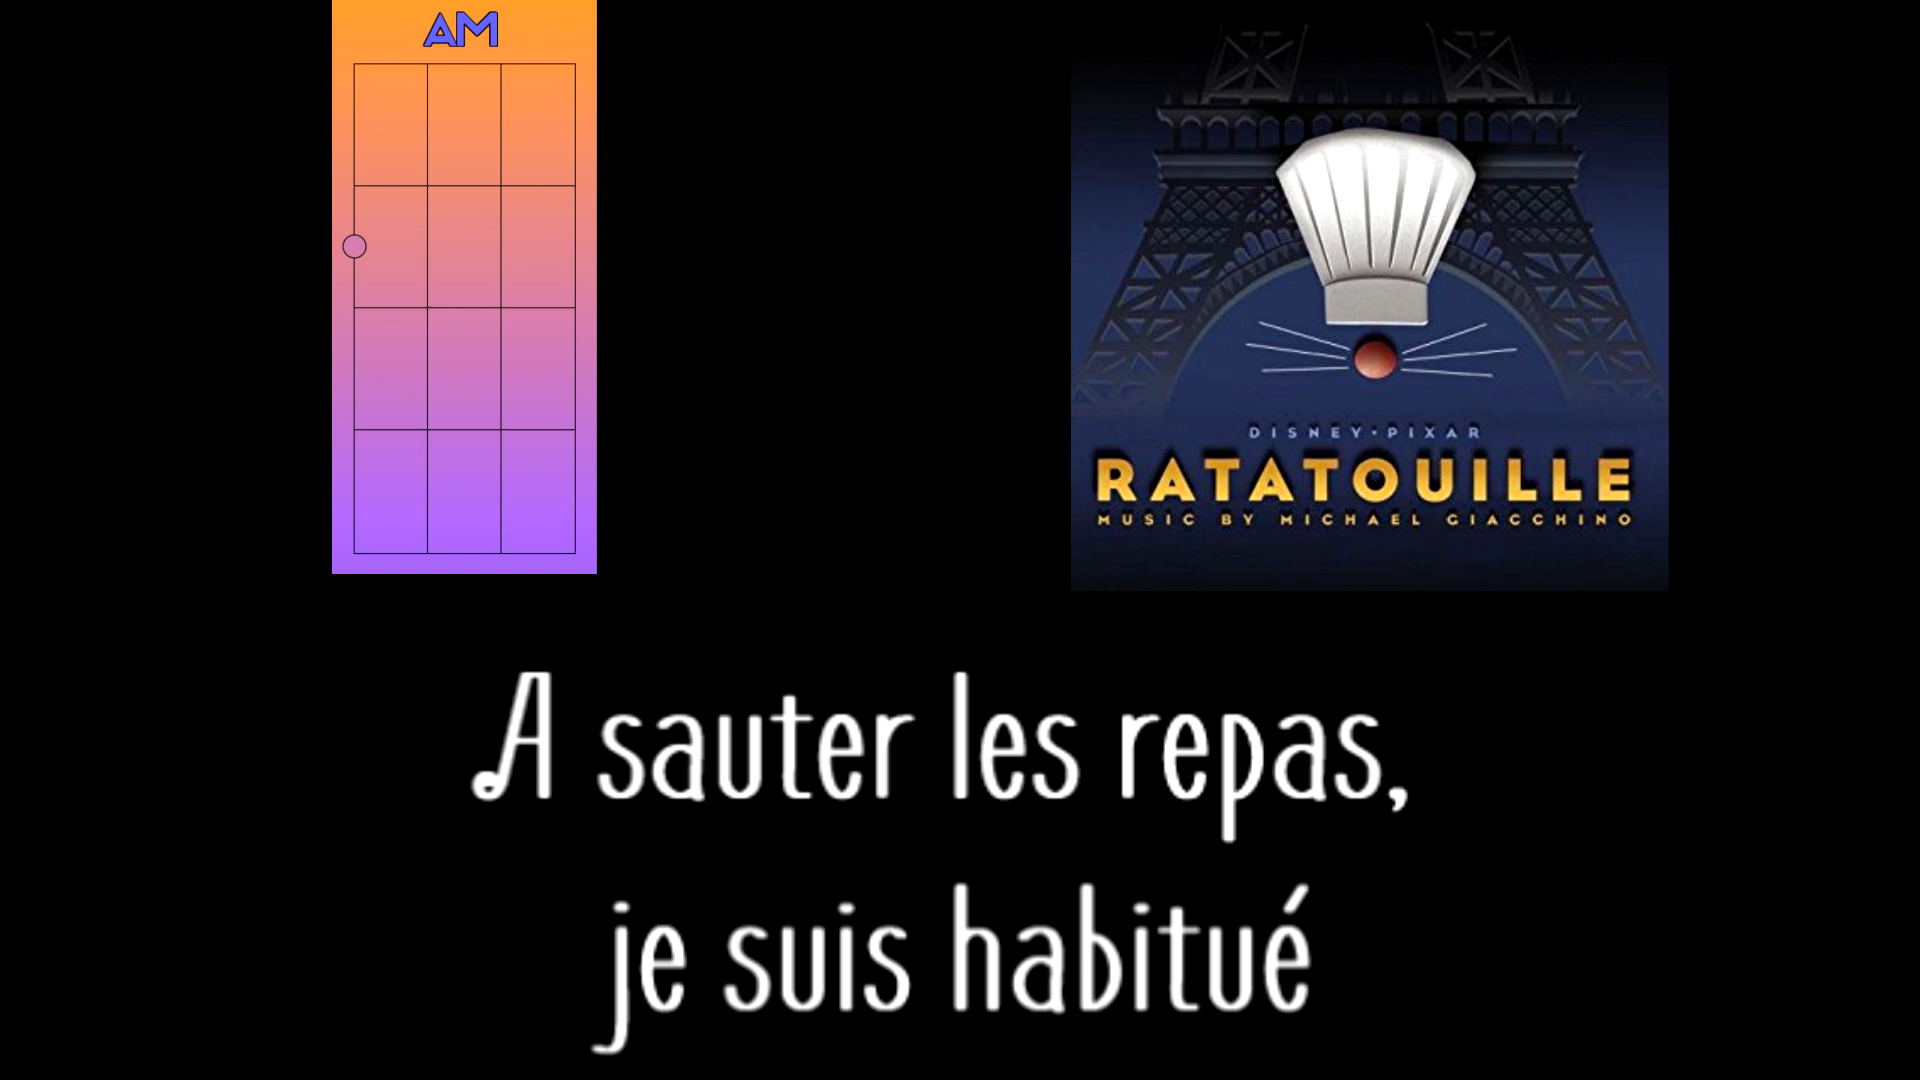 AM
DISNEY•PIXAR
RATATOUILLE
MUSIC BY MICHAEL GIACCHINO
A sauter les repas,
je suis habitué